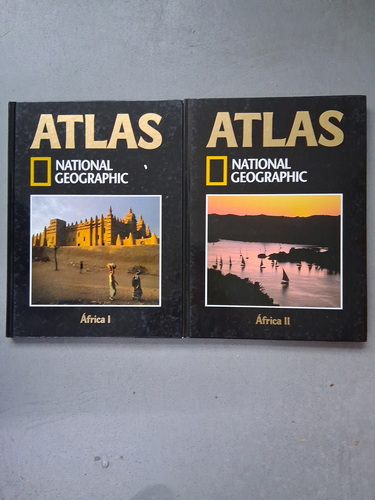 ATLAS
NATIONAL
GEOGRAPHIC
África I
ATLAS
NATIONAL
GEOGRAPHIC
África II